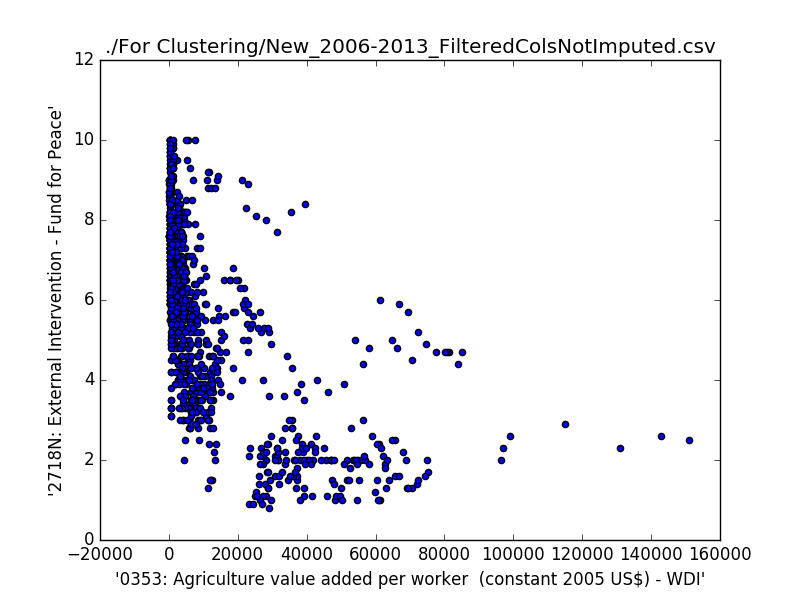 ./For Clustering/New_2006-2013_FilteredColsNotImputed.csv
'2718N: External Intervention - Fund for Peace'
12
10
8
6
4
2
0
−20000 0 20000 40000 60000 80000 100000 120000 140000 160000
'0353: Agriculture value added per worker  (constant 2005 US$) - WDI'